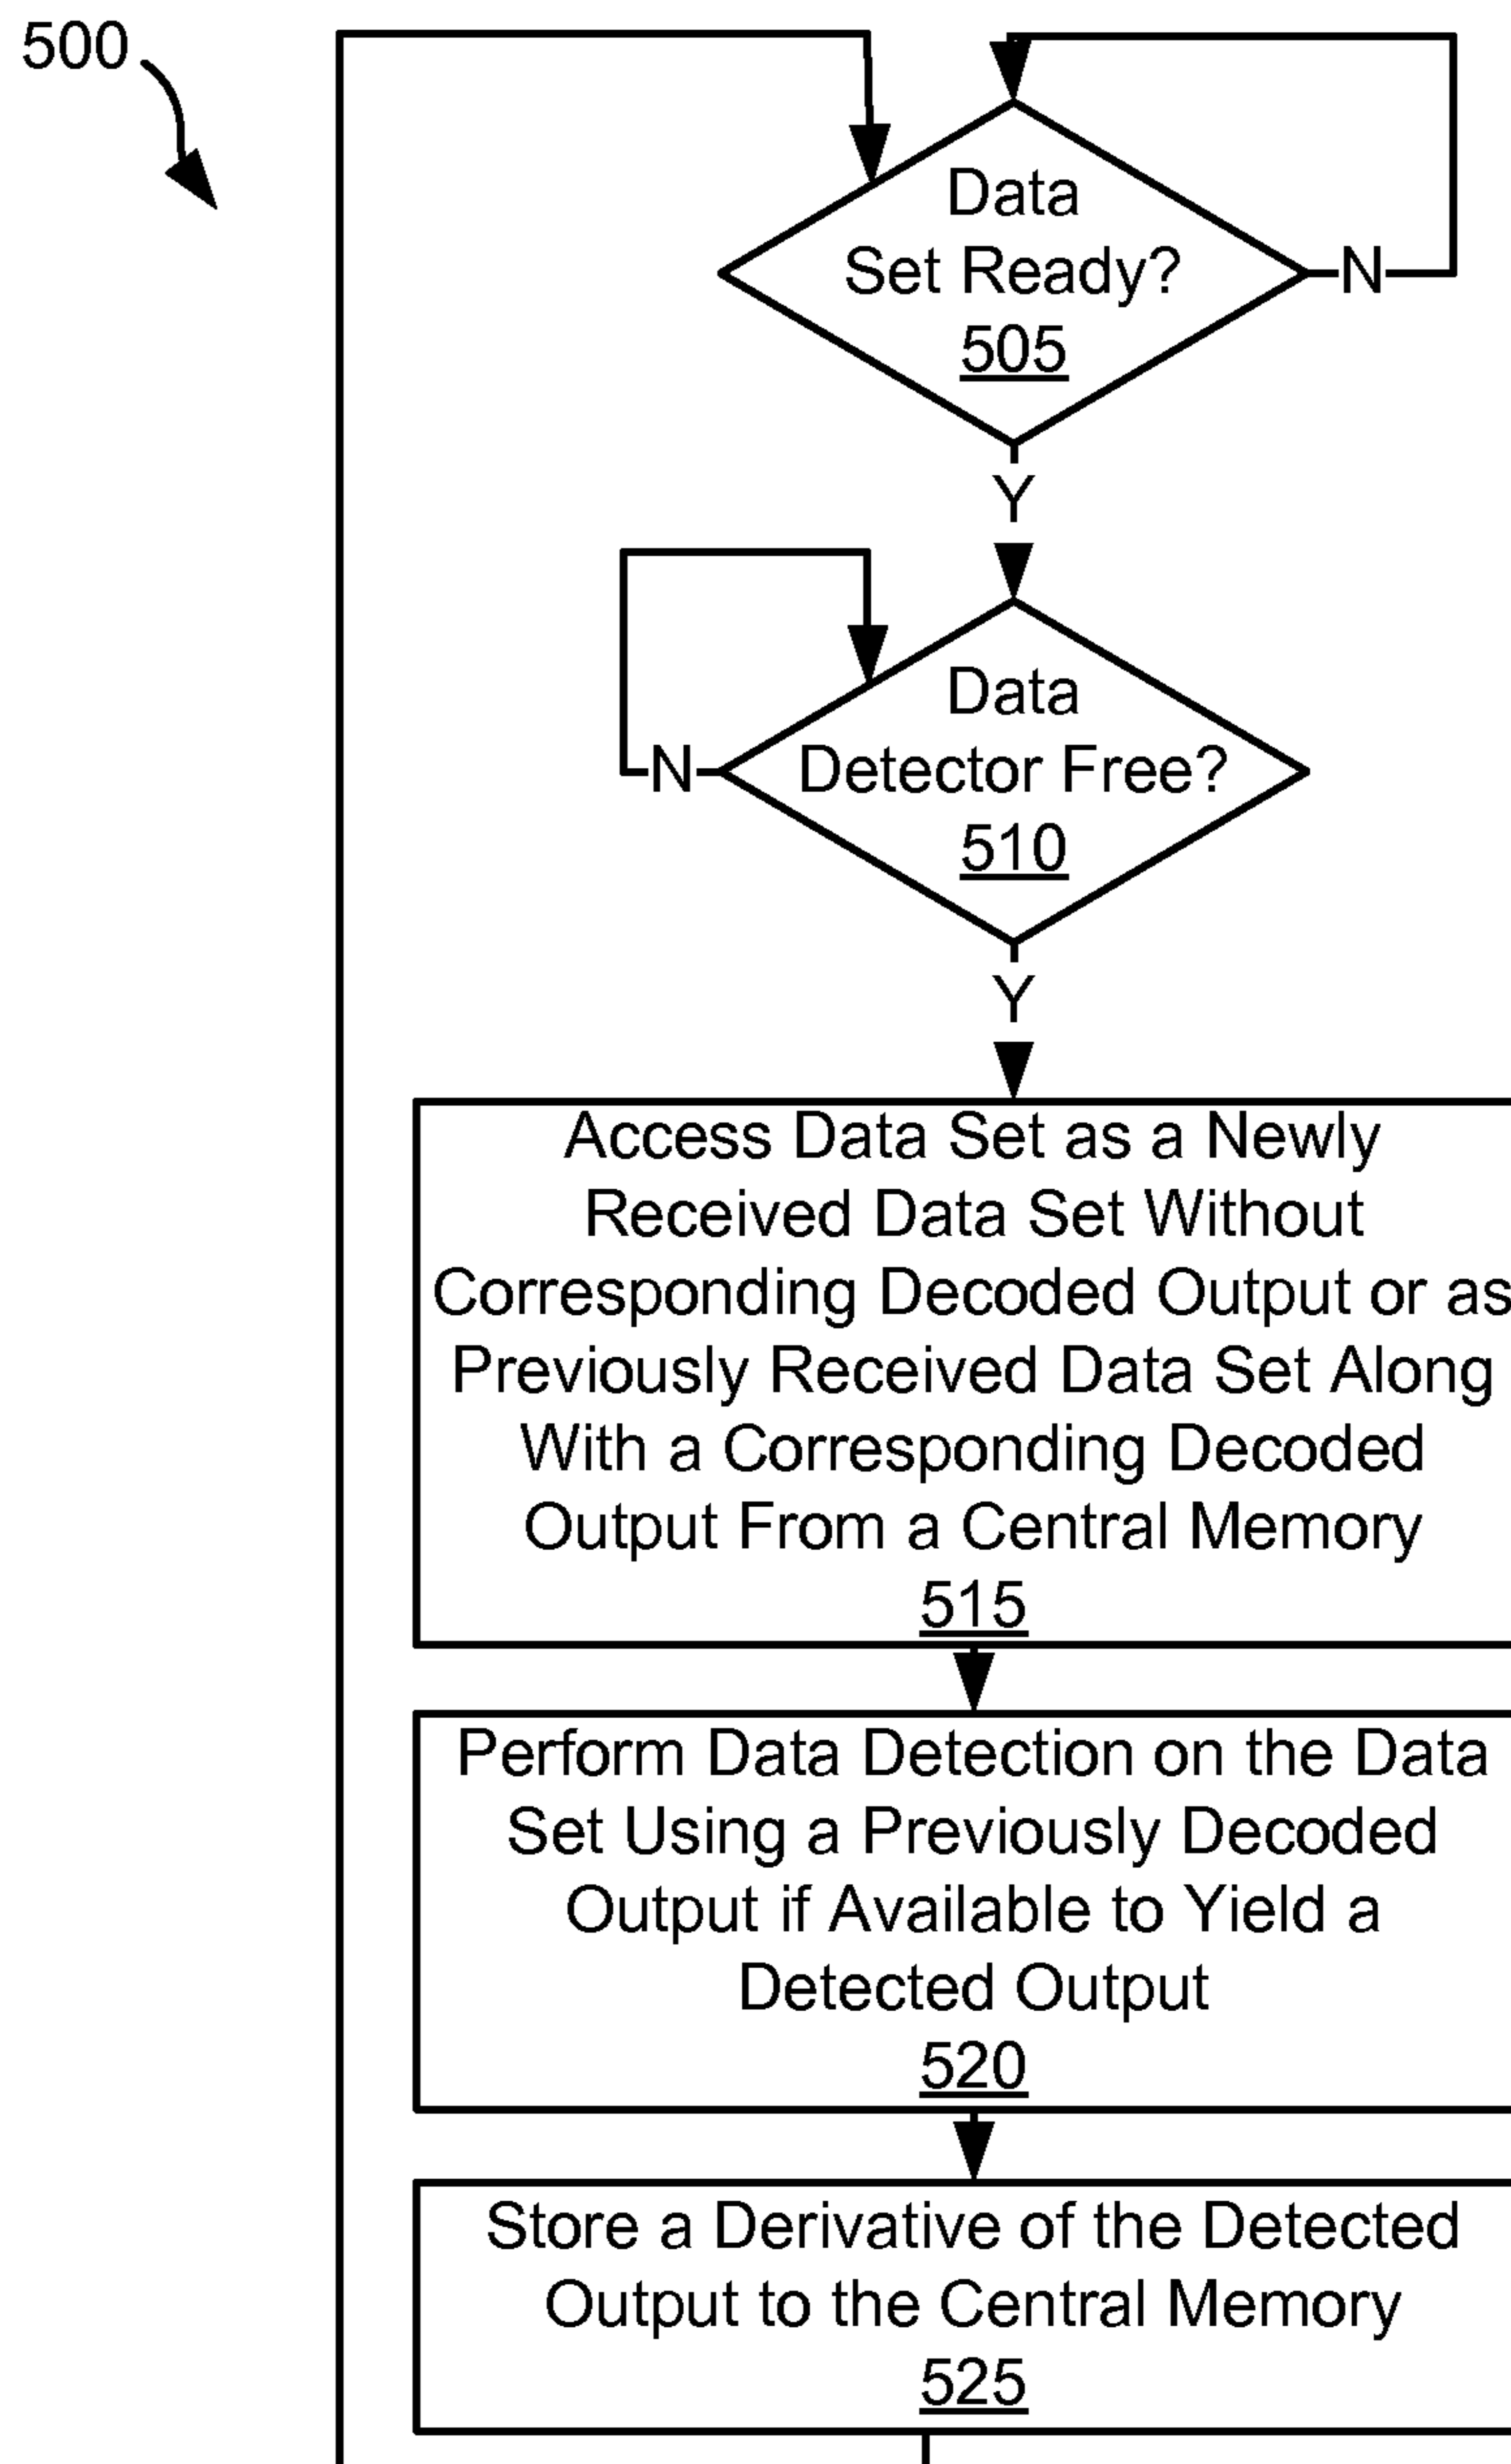 500
Data
Set Ready?
505
N
Y
Data
Detector Free?
510
N
Y
Access Data Set as a Newly
Received Data Set Without
Corresponding Decoded Output or as
Previously Received Data Set Along
With a Corresponding Decoded
Output From a Central Memory
515
Perform Data Detection on the Data
Set Using a Previously Decoded
Output if Available to Yield a
Detected Output
520
Store a Derivative of the Detected
Output to the Central Memory
525